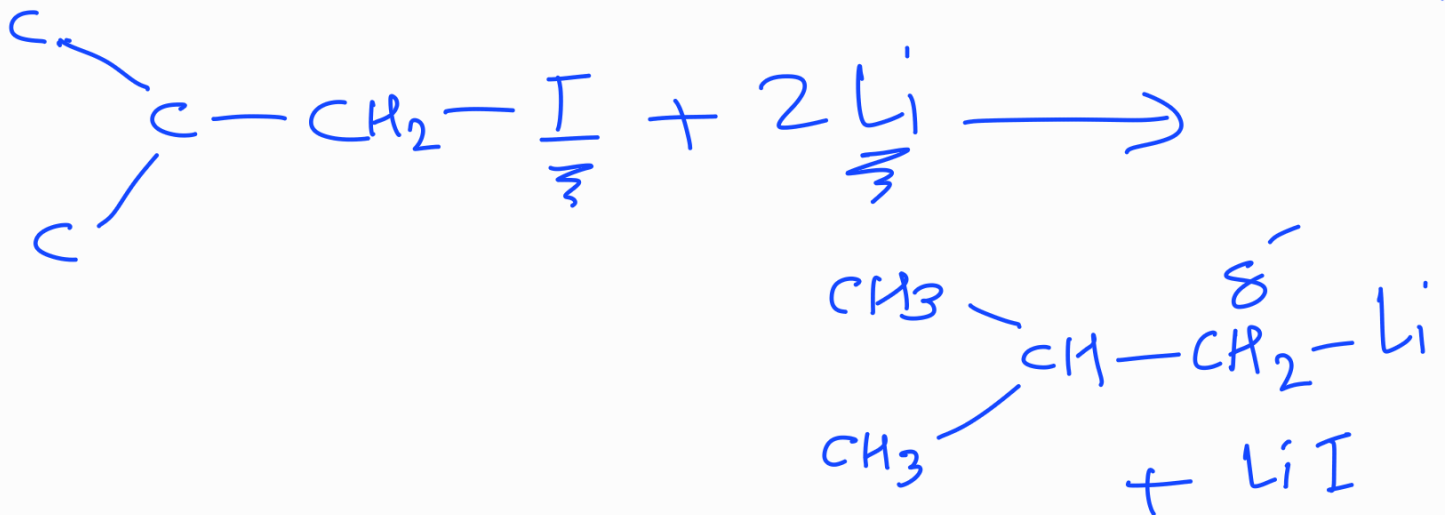 C
C — CH2 — I + 2 Li →
C
CH3 δ-
CH — CH2 — Li
CH3
+ LiI